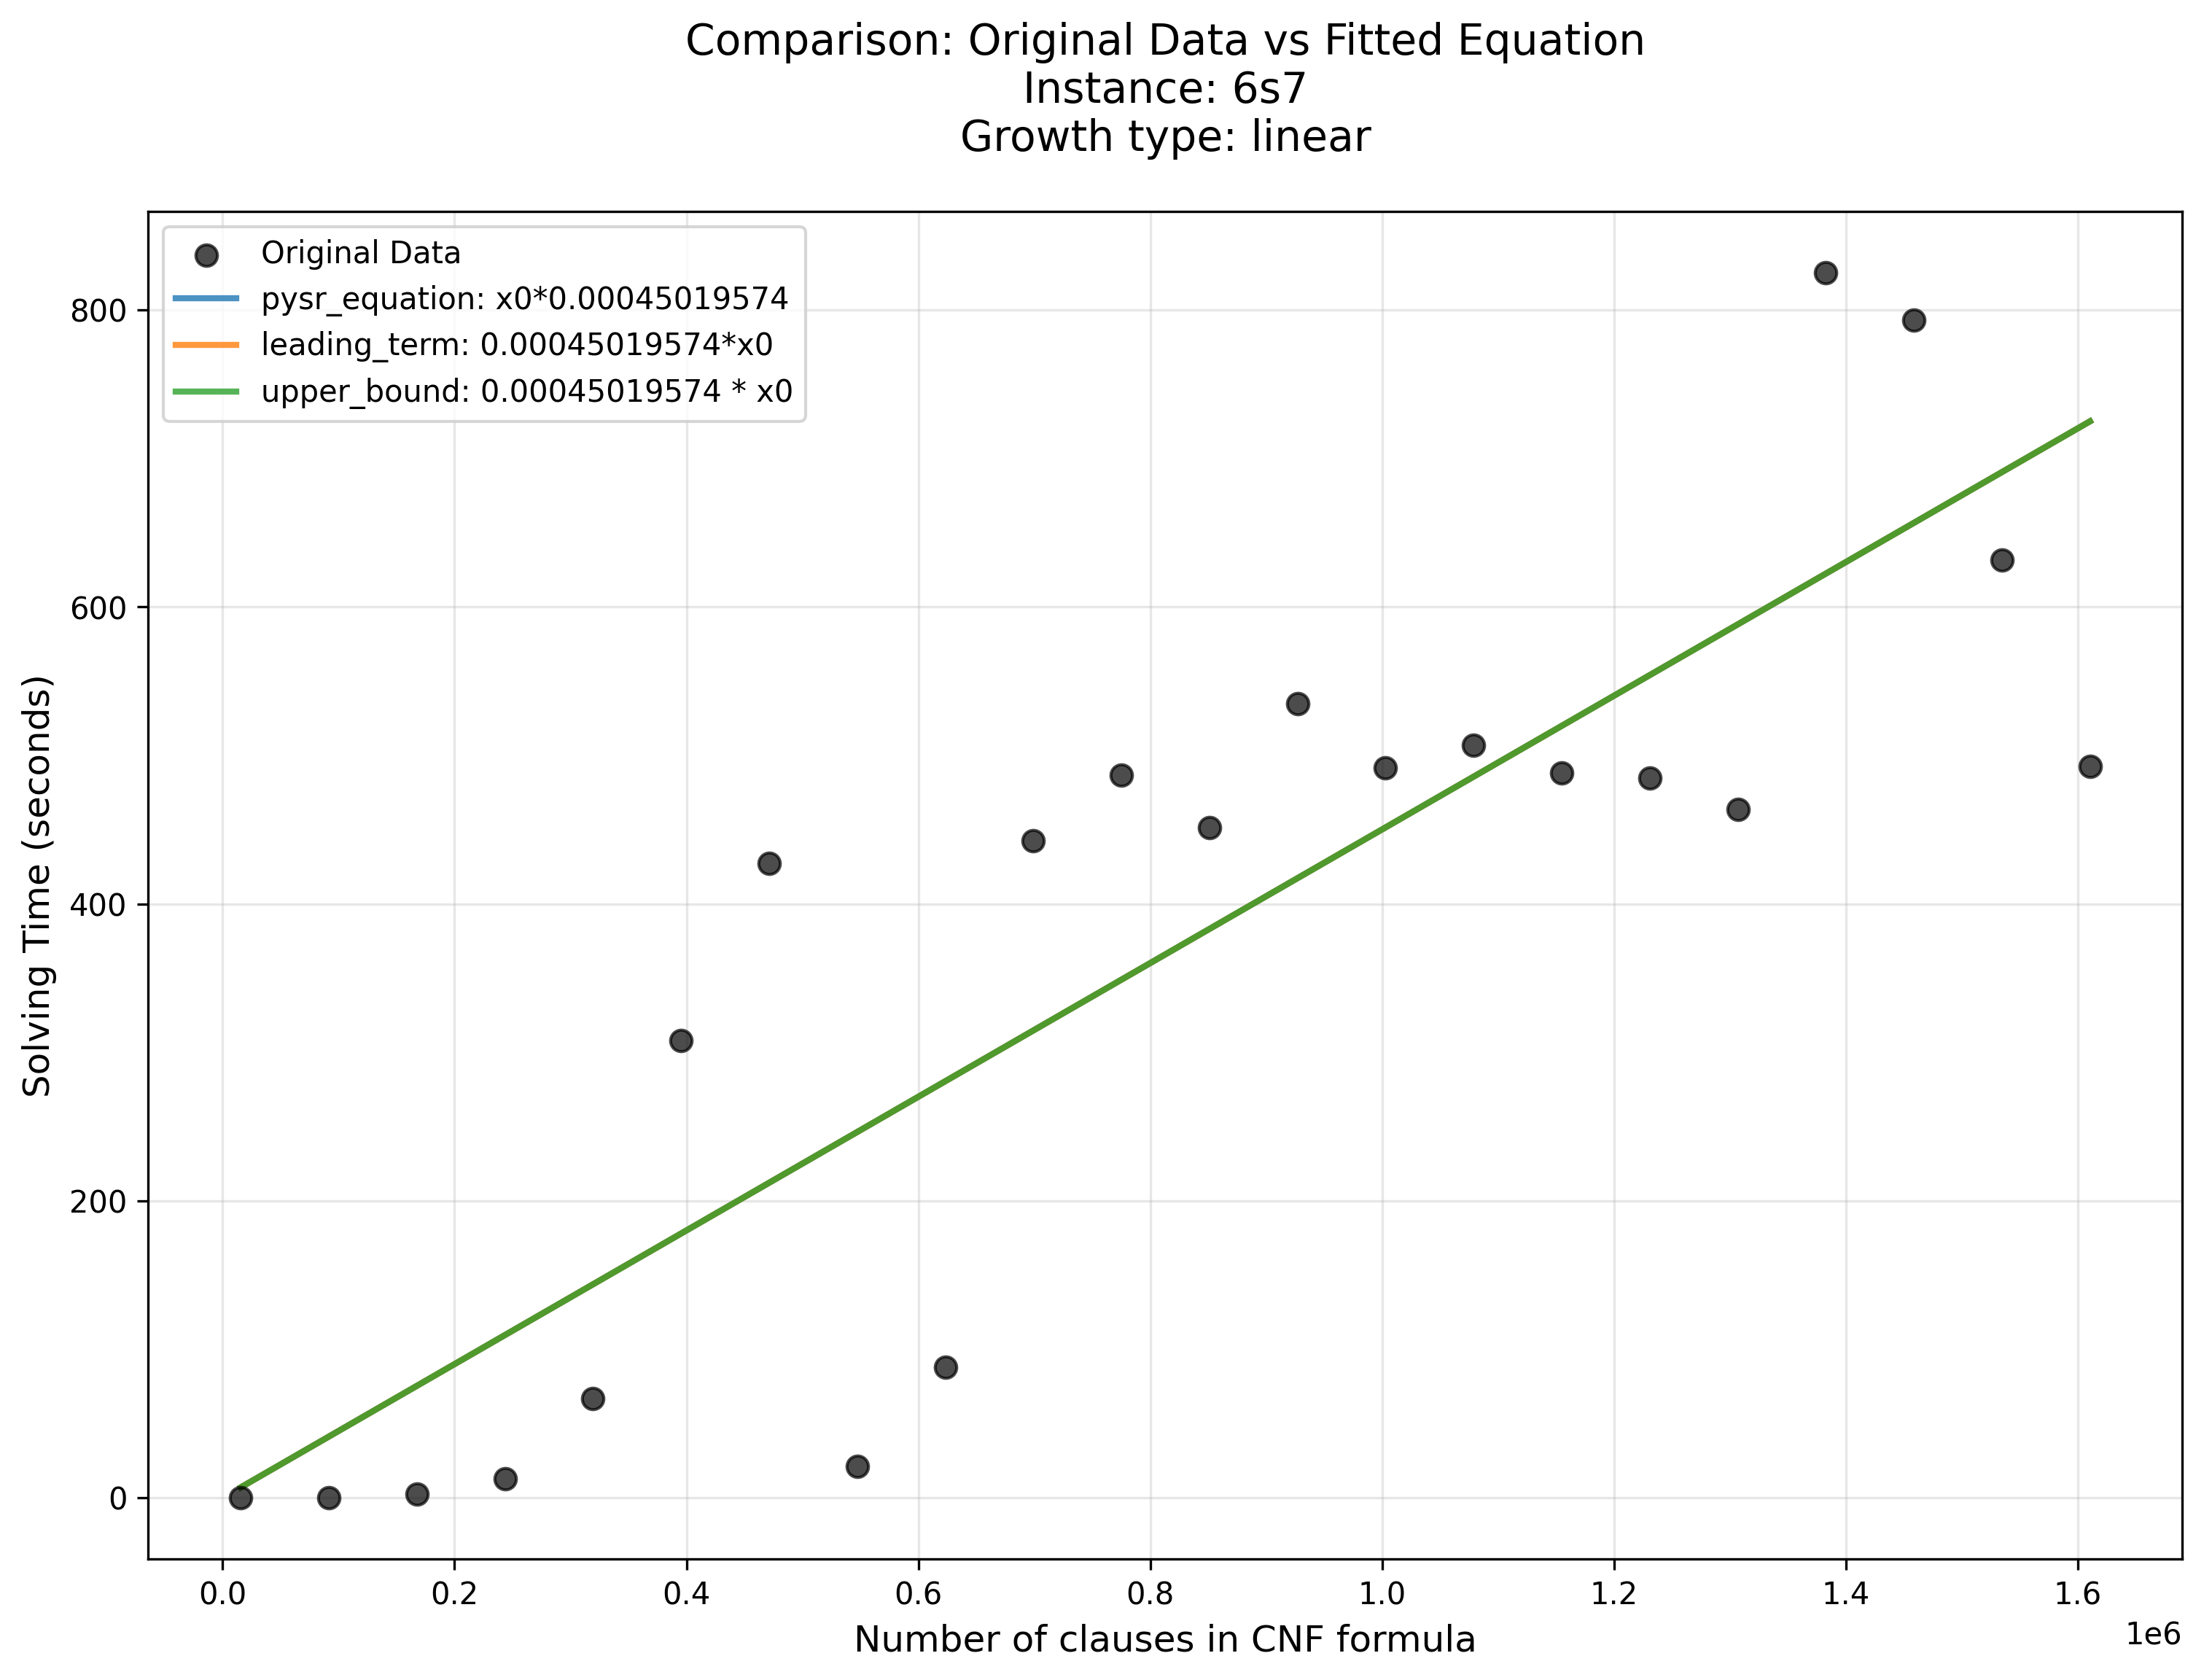 Comparison: Original Data vs Fitted Equation
Instance: 6s7
Growth type: linear
Original Data
pysr_equation: x0*0.00045019574
leading_term: 0.00045019574*x0
upper_bound: 0.00045019574 * x0
800
600
400
200
0
Solving Time (seconds)
0.0 0.2 0.4 0.6 0.8 1.0 1.2 1.4 1.6
1e6
Number of clauses in CNF formula